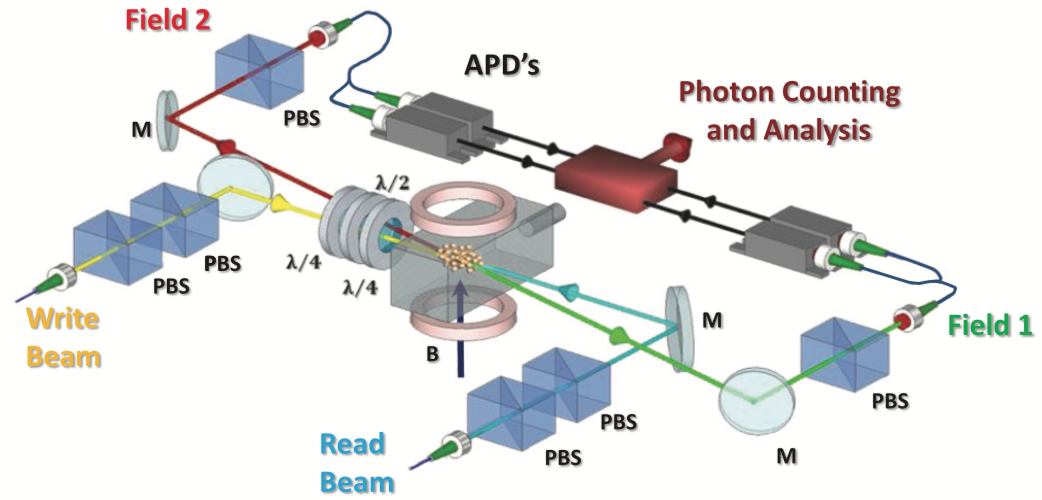 Field 2
APD's
Photon Counting
and Analysis
PBS
M
λ/2
PBS
PBS
λ/4
λ/4
Write
Beam
B
M
Field 1
PBS
PBS
PBS
M
Read
Beam